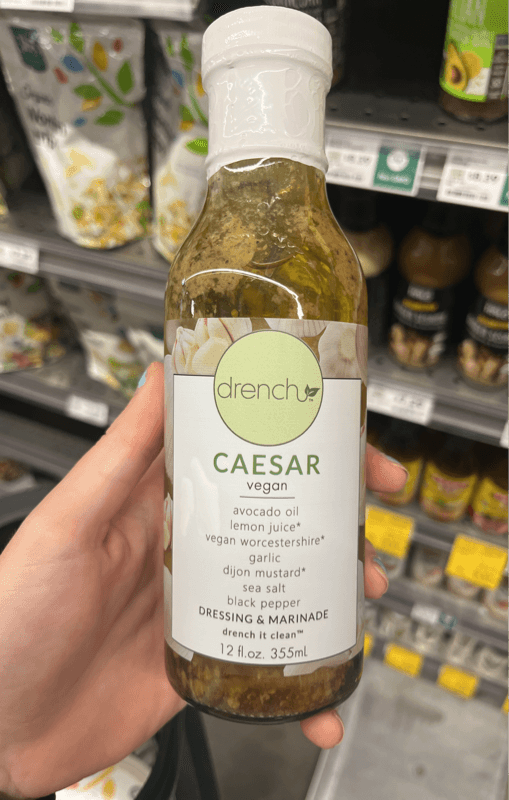 drench™
CAESAR
vegan
avocado oil
lemon juice*
vegan worcestershire*
garlic
dijon mustard*
sea salt
black pepper
DRESSING & MARINADE
drench it clean™
12 fl.oz. 355mL